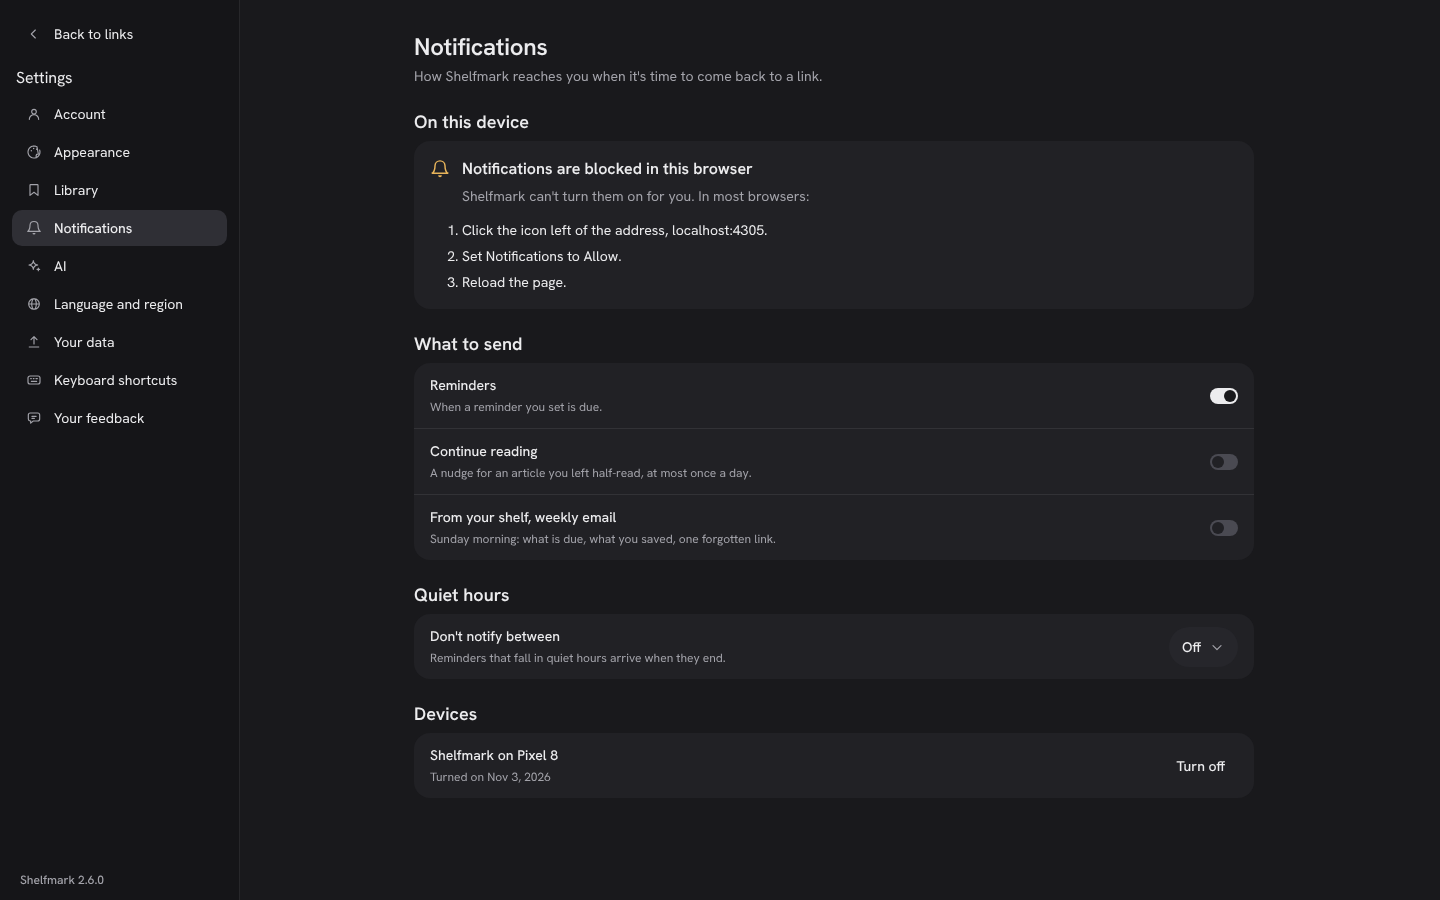 Back to links
Settings
Account
Appearance
Library
Notifications
AI
Language and region
Your data
Keyboard shortcuts
Your feedback
Shelfmark 2.6.0
Notifications
How Shelfmark reaches you when it's time to come back to a link.
On this device
Notifications are blocked in this browser
Shelfmark can't turn them on for you. In most browsers:
1. Click the icon left of the address, localhost:4305.
2. Set Notifications to Allow.
3. Reload the page.
What to send
Reminders
When a reminder you set is due.
Continue reading
A nudge for an article you left half-read, at most once a day.
From your shelf, weekly email
Sunday morning: what is due, what you saved, one forgotten link.
Quiet hours
Don't notify between
Reminders that fall in quiet hours arrive when they end.
Off
Devices
Shelfmark on Pixel 8
Turned on Nov 3, 2026
Turn off